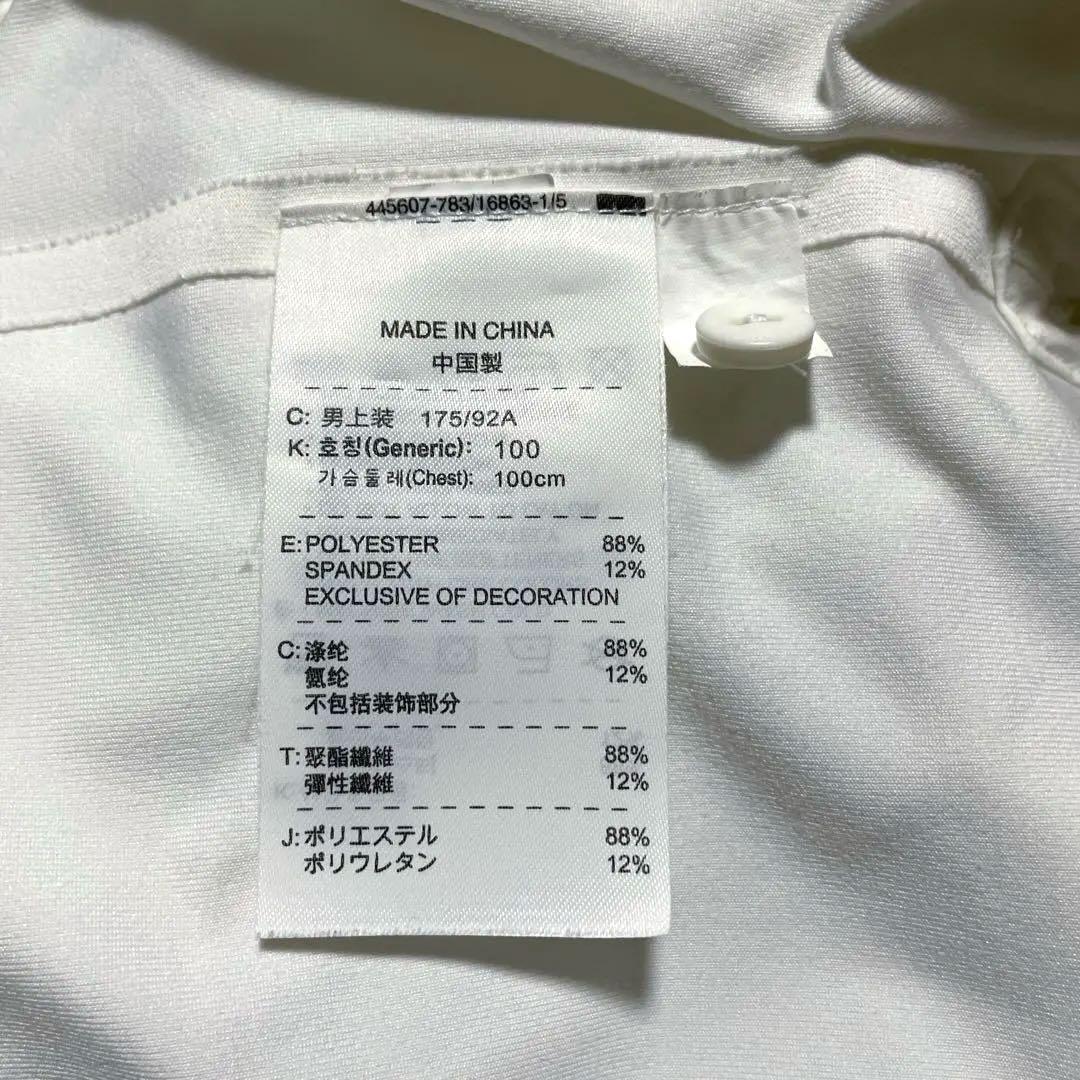 445607-783/16863-1/5
MADE IN CHINA
中国製
C: 男上装 175/92A
K: 호칭(Generic): 100
가슴둘레(Chest): 100cm
E: POLYESTER 88%
SPANDEX 12%
EXCLUSIVE OF DECORATION
C: 涤纶 88%
氨纶 12%
不包括装饰部分
T: 聚酯纖維 88%
彈性纖維 12%
J: ポリエステル 88%
ポリウレタン 12%